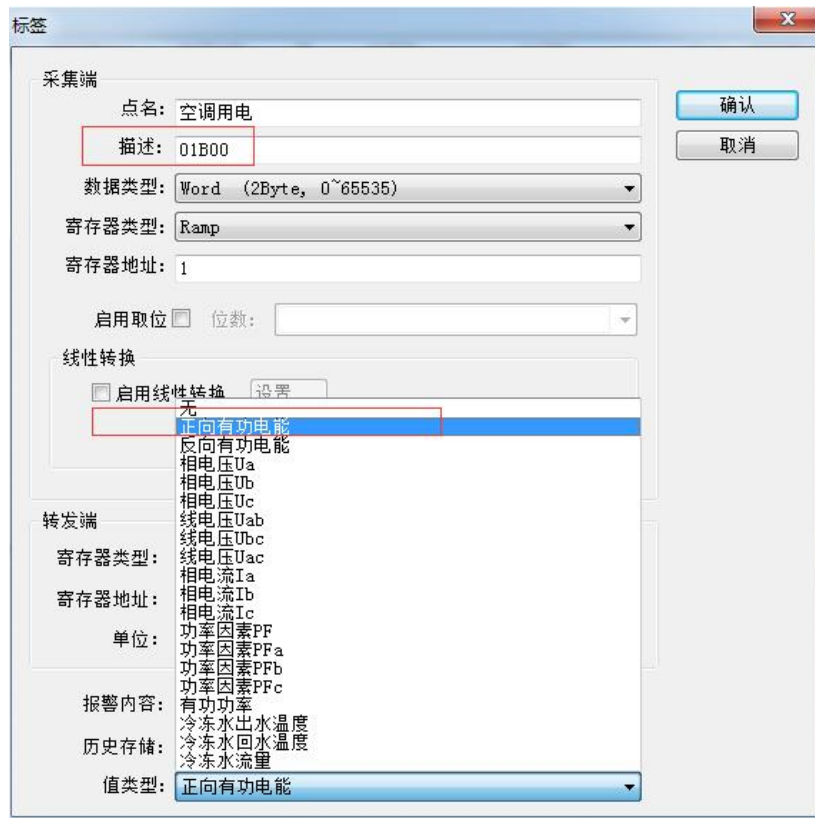 标签
采集端
点名: 空调用电
描述: 01B00
数据类型: Word (2Byte, 0~65535)
寄存器类型: Ramp
寄存器地址: 1
启用取位 位数:
线性转换
启用线性转换 设置
无
正向有功电能
反向有功电能
相电压Ua
相电压Ub
相电压Uc
线电压Uab
线电压Ubc
线电压Uac
相电流Ia
相电流Ib
相电流Ic
功率因素PF
功率因素PFa
功率因素PFb
功率因素PFc
有功功率
冷冻水出水温度
冷冻水回水温度
冷冻水流量
转发端
寄存器类型:
寄存器地址:
单位:
报警内容:
历史存储:
值类型: 正向有功电能
确认
取消